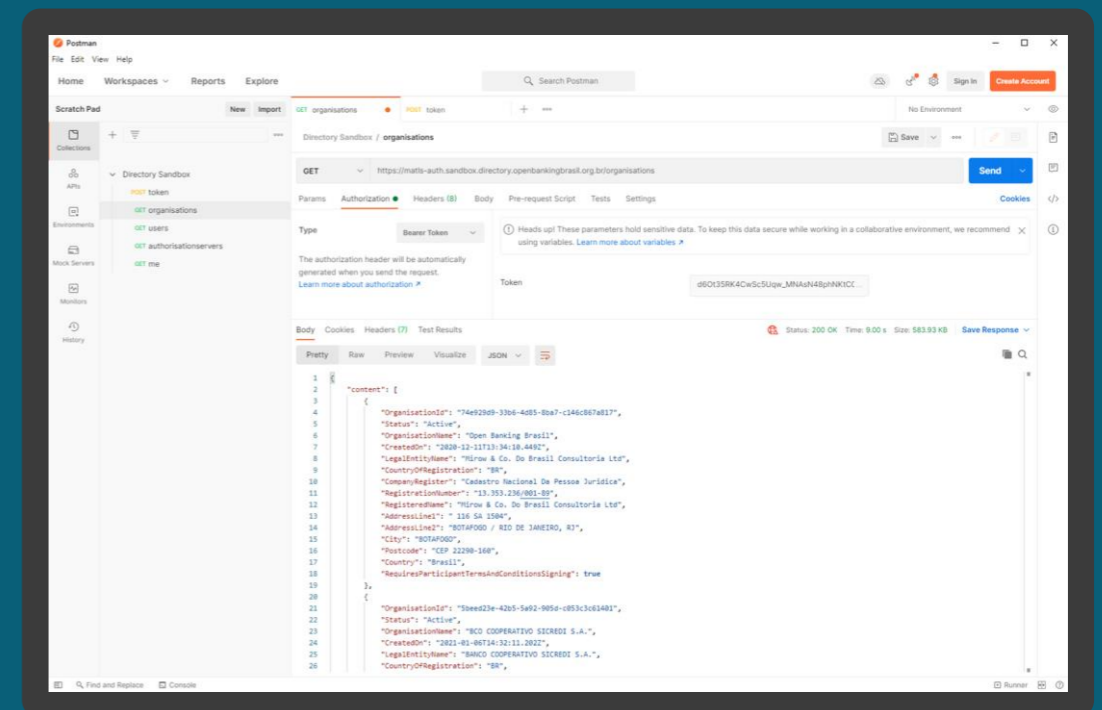 Postman
File Edit View Help
Home Workspaces Reports Explore
Search Postman
Sign In
Create Account
Scratch Pad
New Import
GET organisations
POST token
No Environment
Collections
APIs
Environments
Mock Servers
Monitors
History
Directory Sandbox
POST token
GET organisations
GET users
GET authorisationservers
GET me
Directory Sandbox / organisations
Save
GET
https://matls-auth.sandbox.directory.openbankingbrasil.org.br/organisations
Send
Params Authorization Headers (8) Body Pre-request Script Tests Settings
Cookies
Type
Bearer Token
Heads up! These parameters hold sensitive data. To keep this data secure while working in a collaborative environment, we recommend
using variables. Learn more about variables
The authorization header will be automatically
generated when you send the request.
Learn more about authorization
Token
Body Cookies Headers (7) Test Results
Status: 200 OK Time: 9.00 s Size: 583.93 KB Save Response
Pretty Raw Preview Visualize JSON
1 {
2 "content": [
3 {
4 "OrganisationId": "74e929d9-33b6-4d85-8ba7-c146c867a817",
5 "Status": "Active",
6 "OrganisationName": "Open Banking Brasil",
7 "CreatedOn": "2020-12-11T13:34:10.449Z",
8 "LegalEntityName": "Mirow & Co. Do Brasil Consultoria Ltd",
9 "CountryOfRegistration": "BR",
10 "CompanyRegister": "Cadastro Nacional Da Pessoa Juridica",
11 "RegistrationNumber": "13.353.236/001-89",
12 "RegisteredName": "Mirow & Co. Do Brasil Consultoria Ltd",
13 "AddressLine1": " 116 SA 1504",
14 "AddressLine2": "BOTAFOGO / RIO DE JANEIRO, RJ",
15 "City": "BOTAFOGO",
16 "Postcode": "CEP 22290-160",
17 "Country": "Brasil",
18 "RequiresParticipantTermsAndConditionsSigning": true
19 },
20 {
21 "OrganisationId": "5beed23e-42b5-5a92-905d-c053c3c61401",
22 "Status": "Active",
23 "OrganisationName": "BCO COOPERATIVO SICREDI S.A.",
24 "CreatedOn": "2021-01-06T14:32:11.202Z",
25 "LegalEntityName": "BANCO COOPERATIVO SICREDI S.A.",
26 "CountryOfRegistration": "BR",
Find and Replace Console
Runner